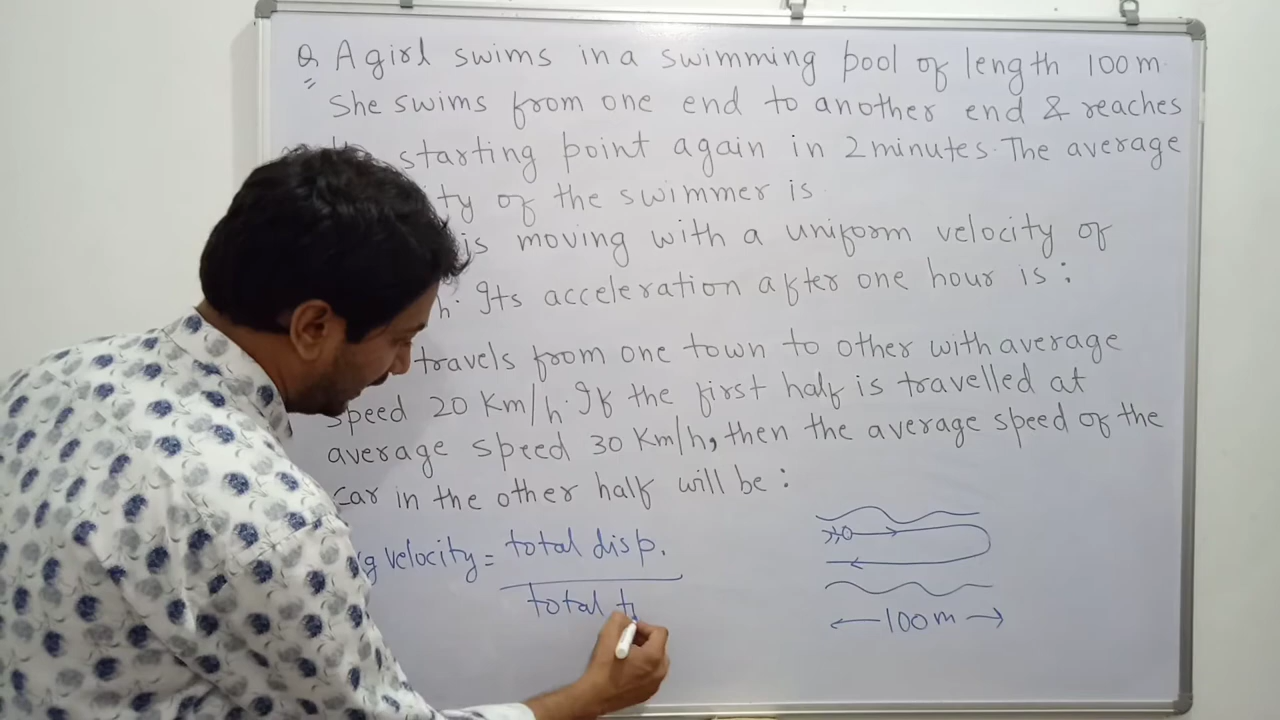 Q A girl swims in a swimming pool of length 100 m.
She swims from one end to another end & reaches
starting point again in 2 minutes. The average
ty of the swimmer is
is moving with a uniform velocity of
h. Its acceleration after one hour is :
travels from one town to other with average
speed 20 Km/h. If the first half is travelled at
average speed 30 Km/h, then the average speed of the
car in the other half will be :
g velocity = total disp.
total t
100 m